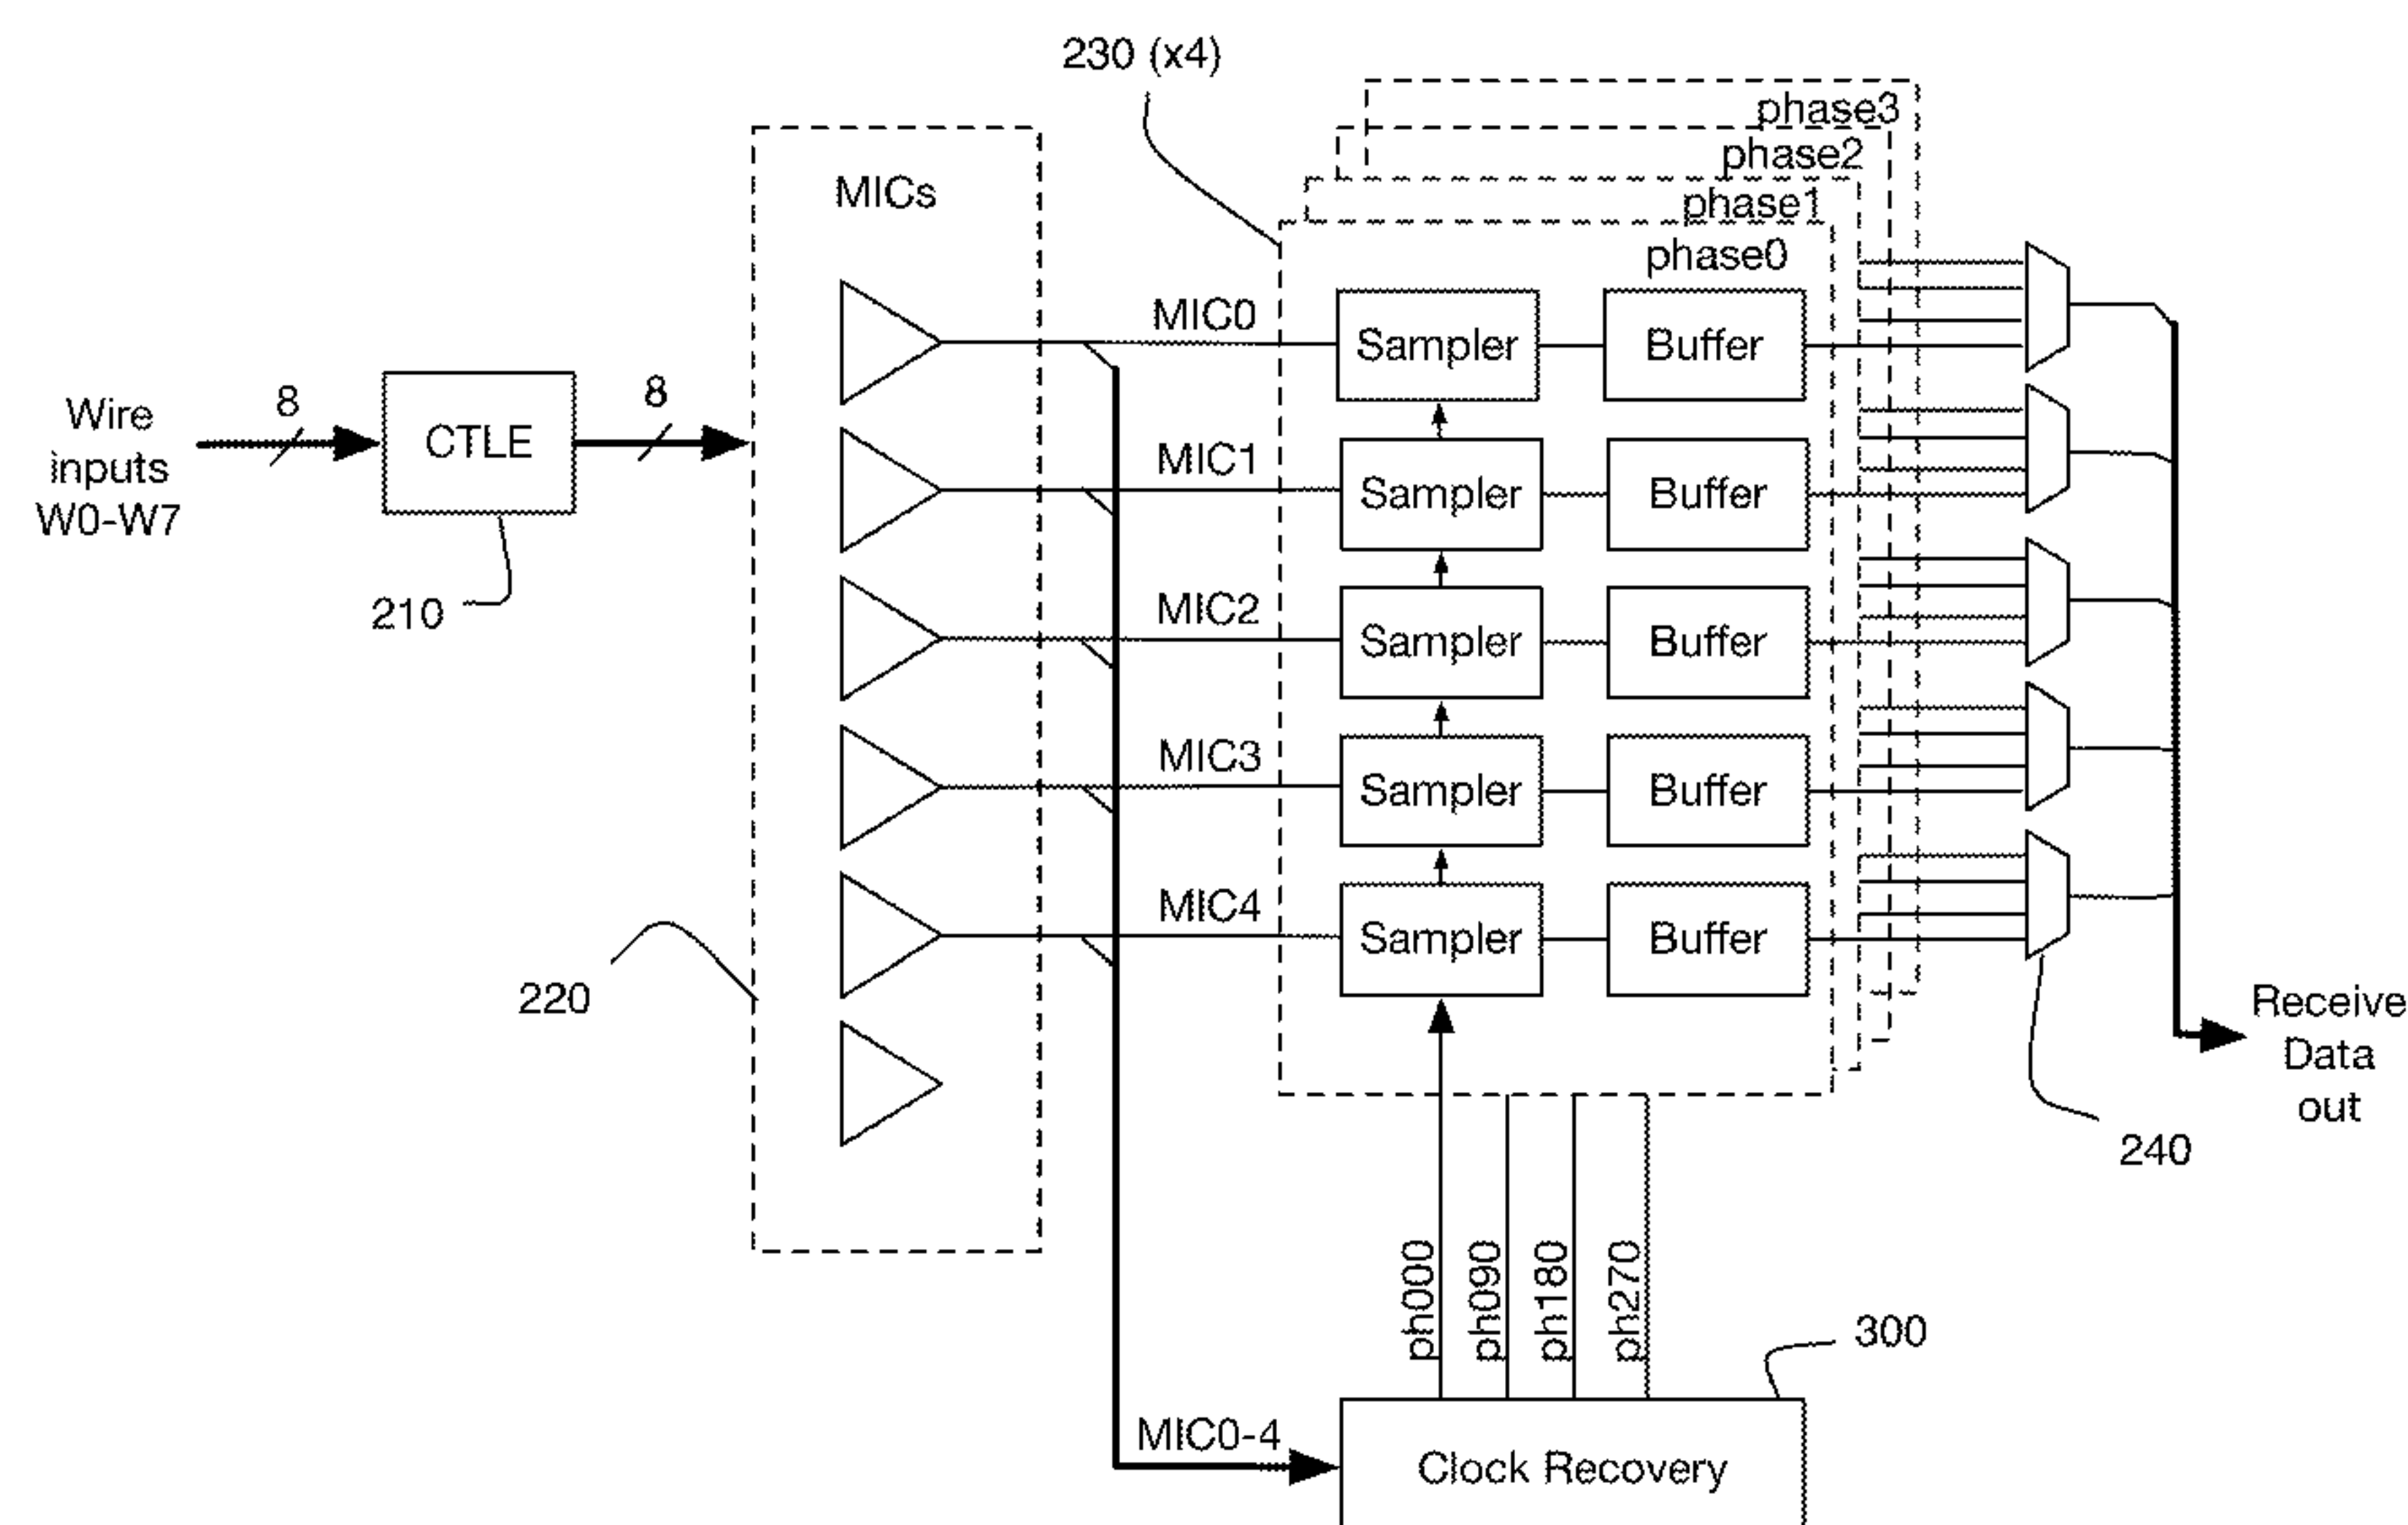 230 (x4)
phase3
phase2
phase1
phase0
MICs
MIC0
Sampler
Buffer
8
8
Wire
inputs
W0-W7
CTLE
MIC1
Sampler
Buffer
210
MIC2
Sampler
Buffer
MIC3
Sampler
Buffer
MIC4
Sampler
Buffer
220
Receive
Data
out
240
ph000
ph090
ph180
ph270
300
MIC0-4
Clock Recovery